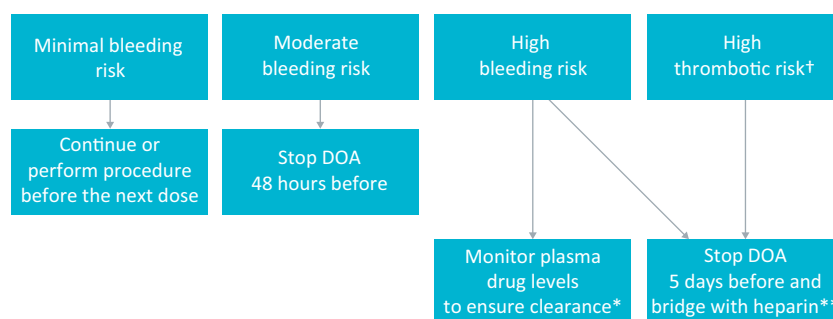 Minimal bleeding
risk
Moderate
bleeding risk
High
bleeding risk
High
thrombotic risk†
Continue or
perform procedure
before the next dose
Stop DOA
48 hours before
Monitor plasma
drug levels
to ensure clearance*
Stop DOA
5 days before and
bridge with heparin**